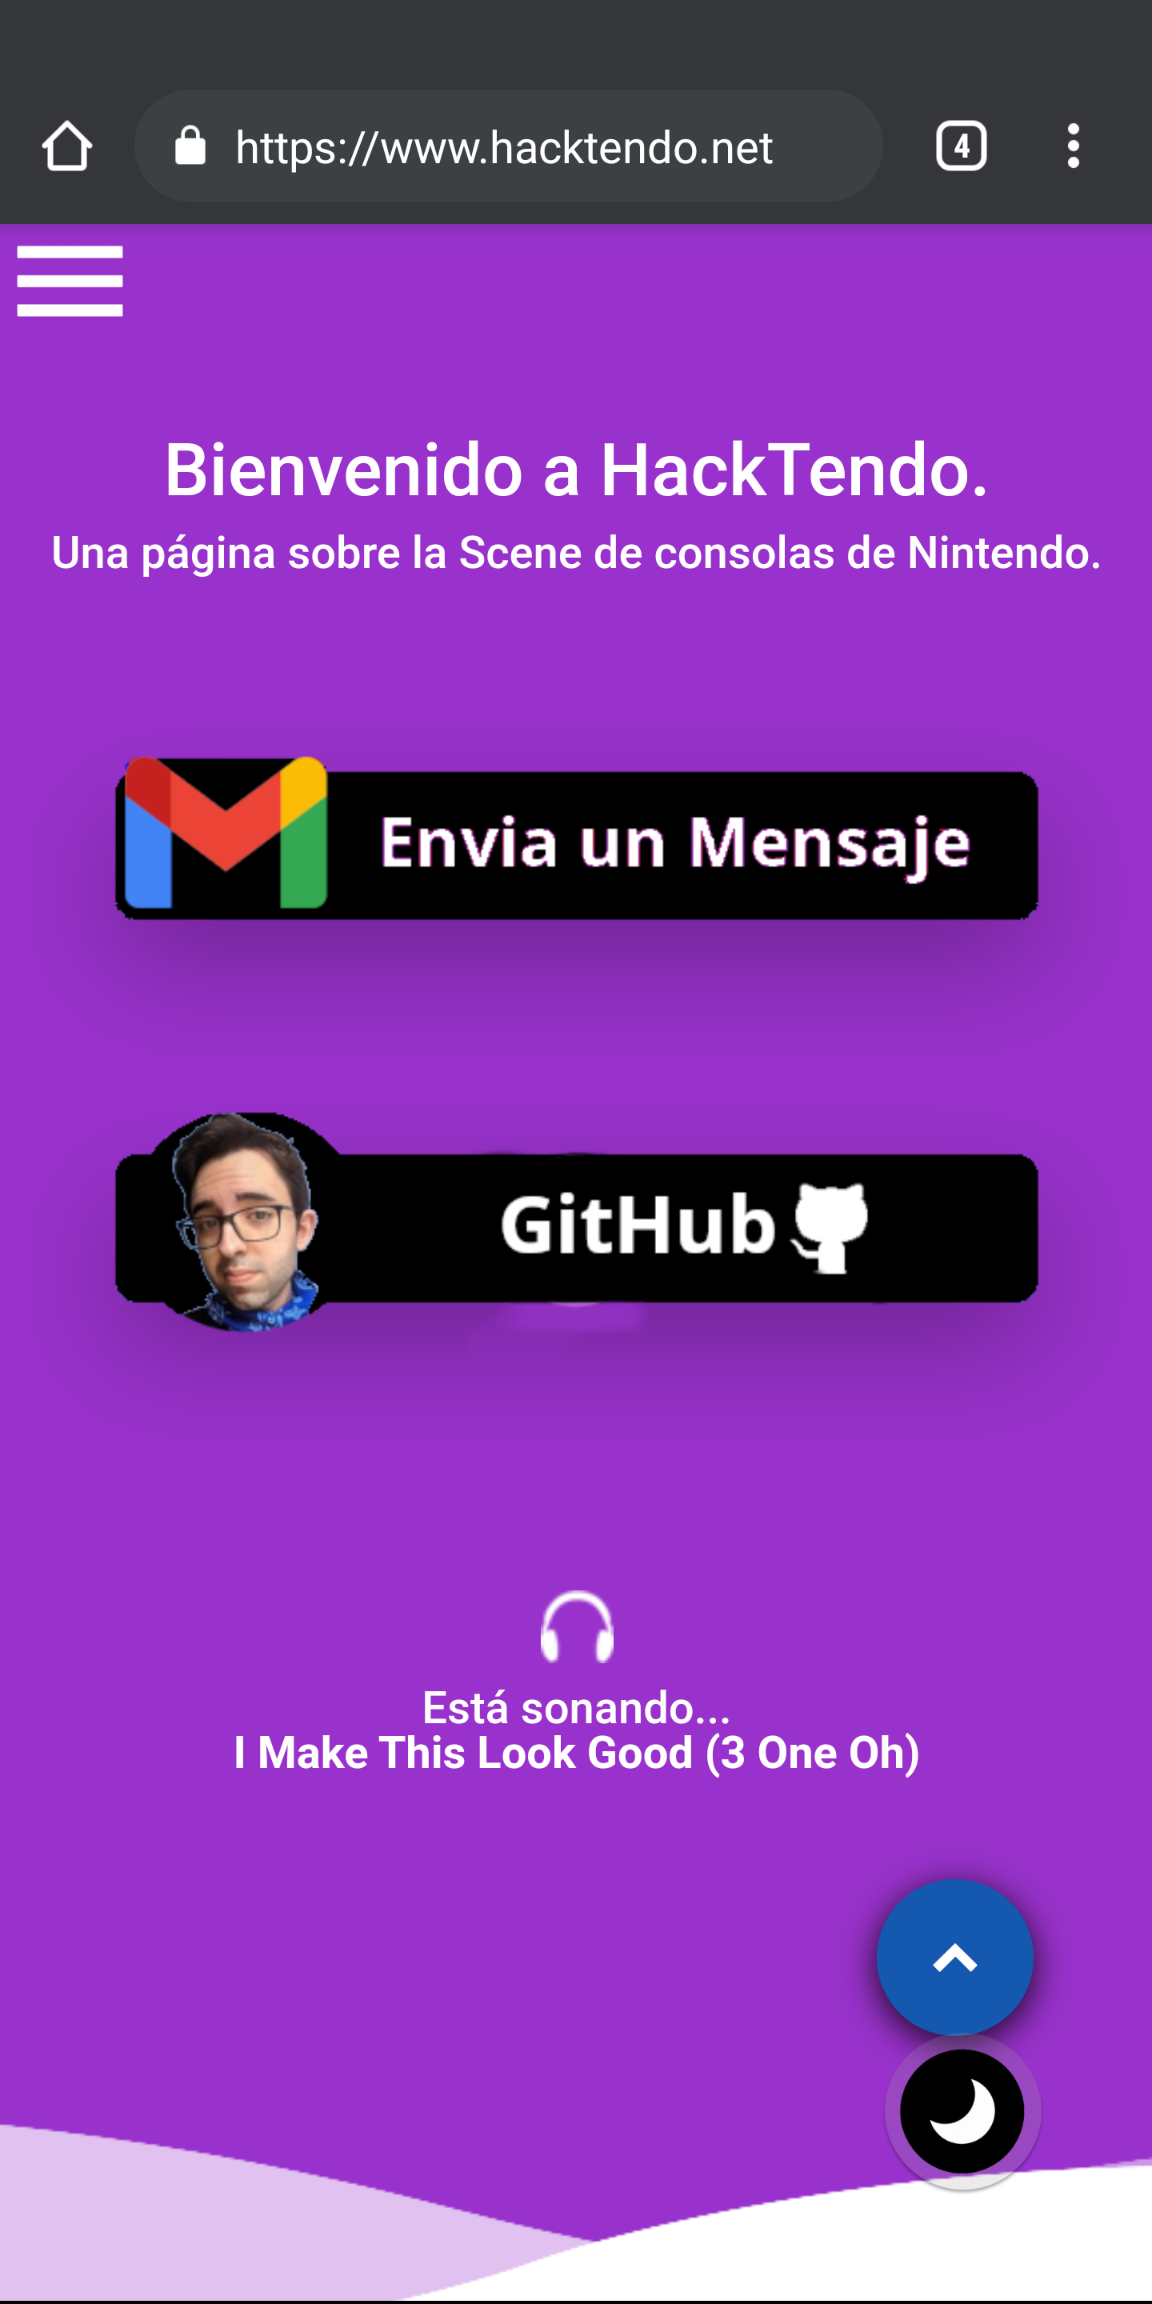 https://www.hacktendo.net
4
Bienvenido a HackTendo.
Una página sobre la Scene de consolas de Nintendo.
Envia un Mensaje
GitHub
Está sonando...
I Make This Look Good (3 One Oh)